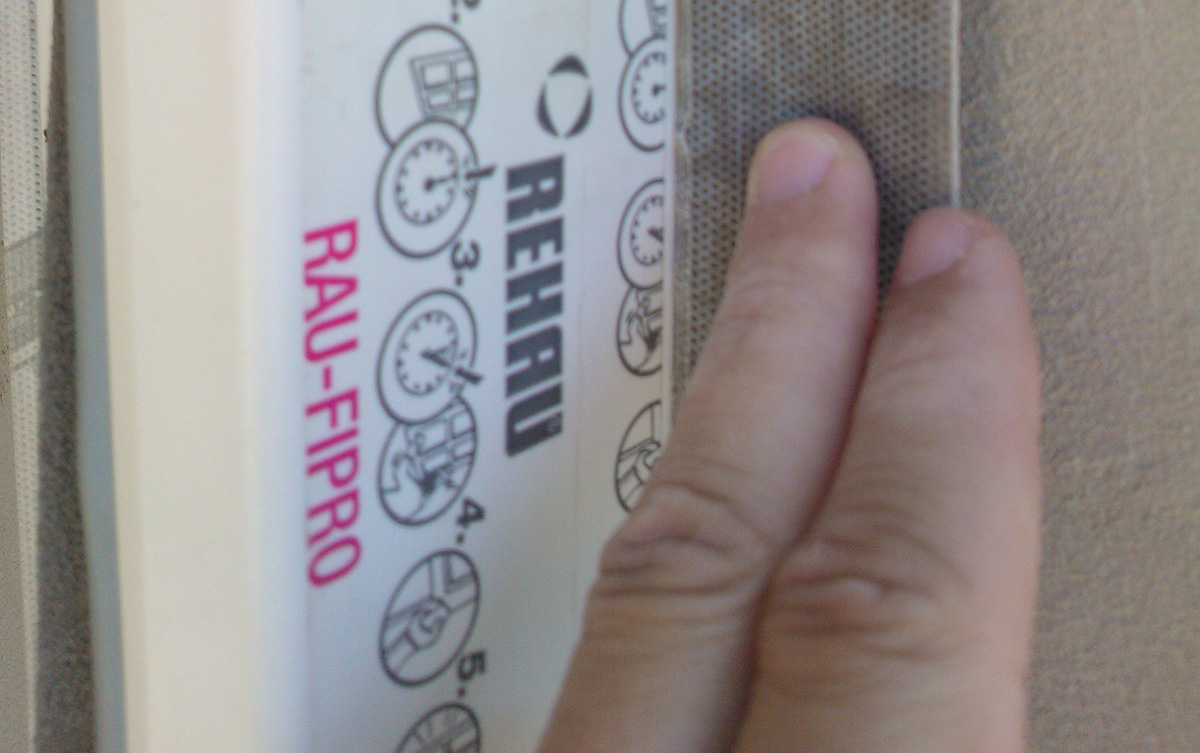 REHAU®
2.
3.
4.
5.
RAU-FIPRO